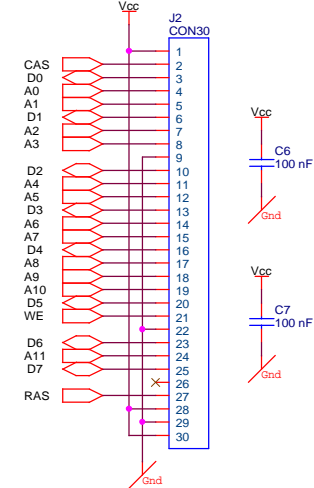 Vcc
J2
CON30
1
CAS 2
D0 3
A0 4
A1 5
D1 6
A2 7
A3 8
9
D2 10
A4 11
A5 12
D3 13
A6 14
A7 15
D4 16
A8 17
A9 18
A10 19
D5 20
WE 21
22
D6 23
A11 24
D7 25
26
RAS 27
28
29
30
Gnd
Vcc
C6
100 nF
Gnd
Vcc
C7
100 nF
Gnd